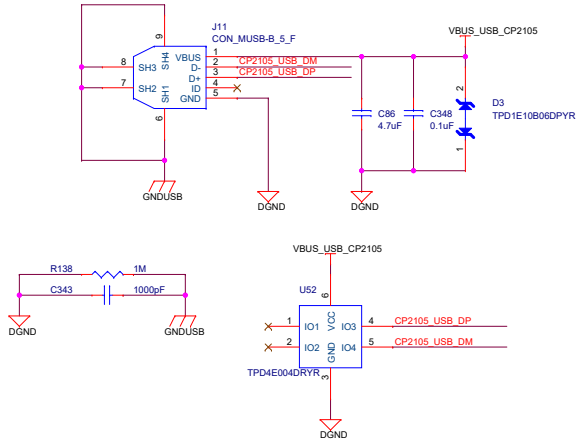 J11
CON_MUSB-B_5_F
VBUS_USB_CP2105
9
SH4
VBUS 1
8 SH3
D- 2 CP2105_USB_DM
D+ 3 CP2105_USB_DP
7 SH2
ID 4
GND 5
SH1
6
2
D3
TPD1E10B06DPYR
C86
4.7uF
C348
0.1uF
1
GNDUSB
DGND
DGND
VBUS_USB_CP2105
R138 1M
C343 1000pF
DGND
GNDUSB
U52
6
VCC
1 IO1
IO3 4 CP2105_USB_DP
2 IO2
IO4 5 CP2105_USB_DM
GND
TPD4E004DRYR
3
DGND